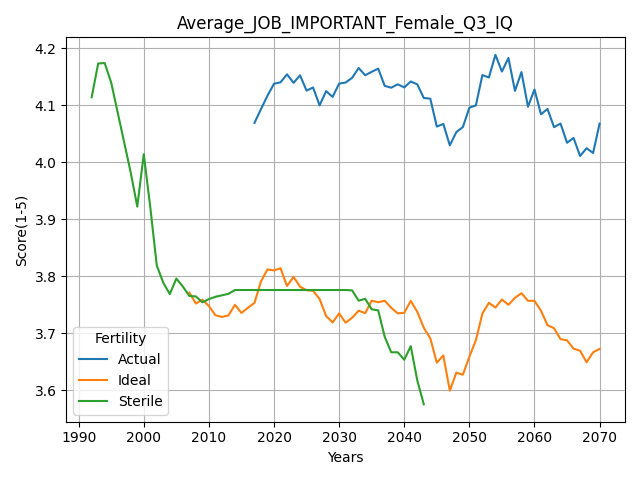 Average_JOB_IMPORTANT_Female_Q3_IQ
4.2
4.1
4.0
3.9
3.8
3.7
3.6
Score(1-5)
Fertility
Actual
Ideal
Sterile
1990 2000 2010 2020 2030 2040 2050 2060 2070
Years